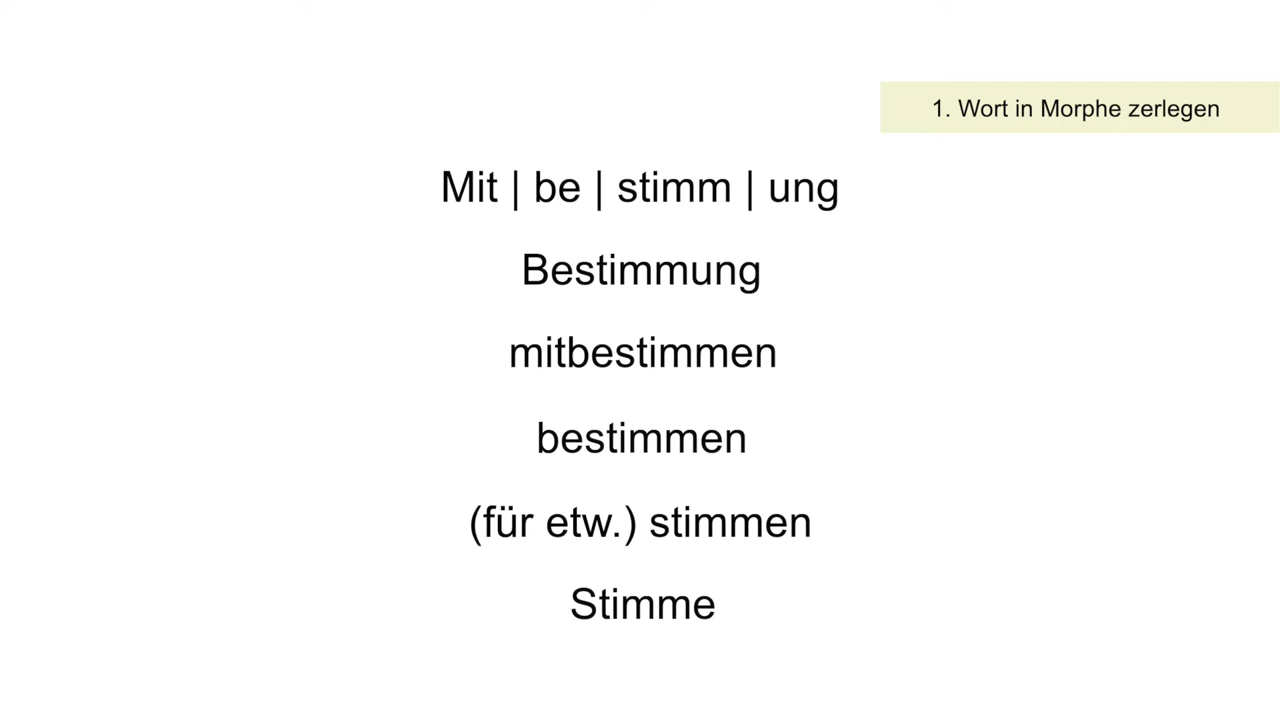 1. Wort in Morphe zerlegen
Mit | be | stimm | ung
Bestimmung
mitbestimmen
bestimmen
(für etw.) stimmen
Stimme